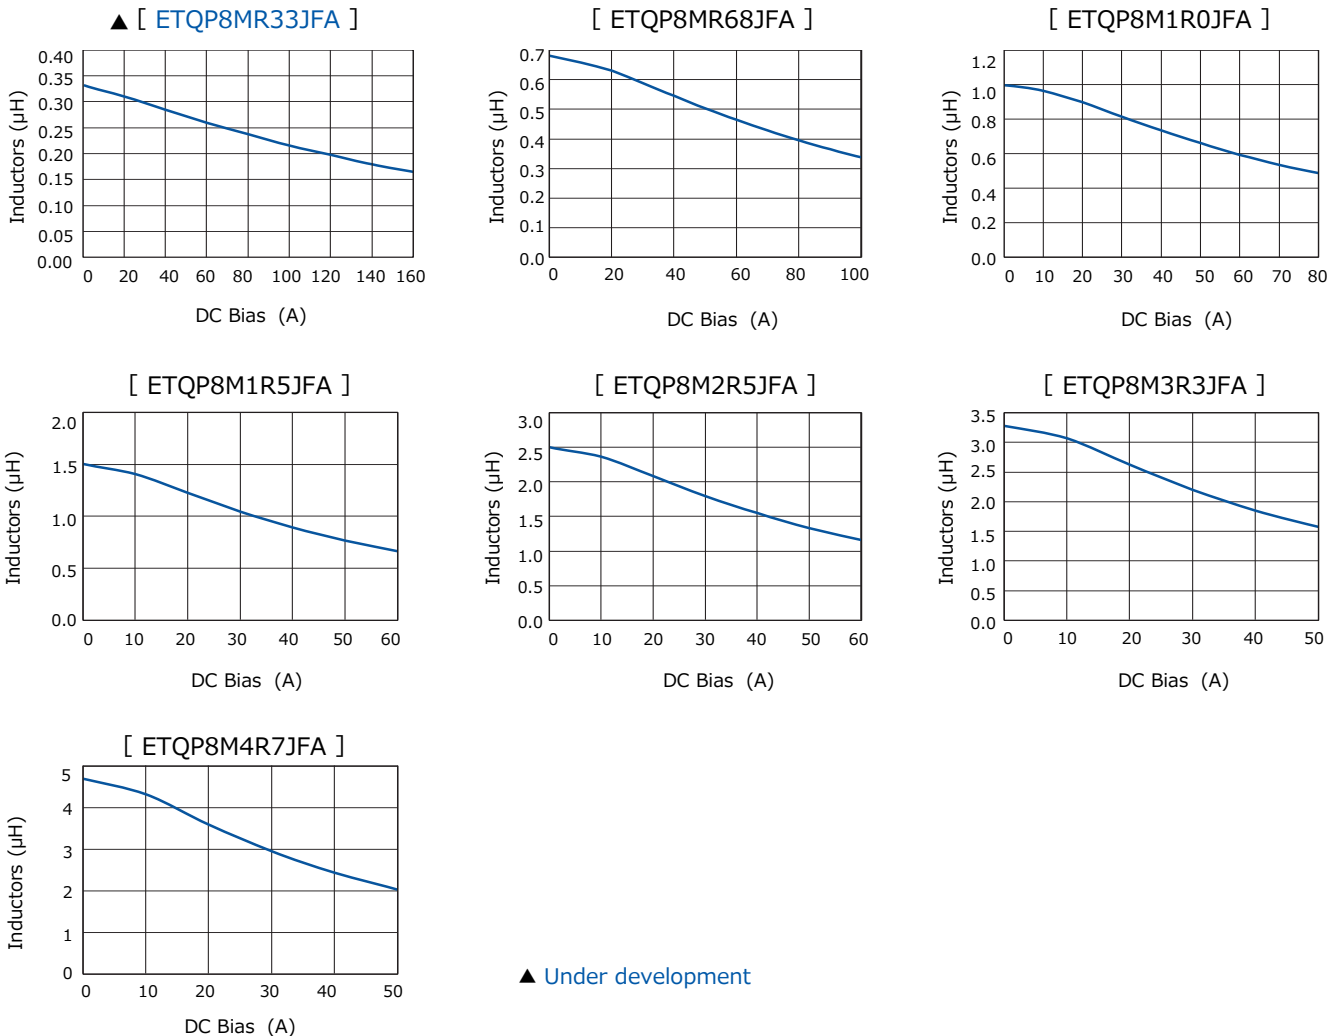 ▲ [ ETQP8MR33JFA ]
Inductors (μH)
0.40
0.35
0.30
0.25
0.20
0.15
0.10
0.05
0.00
0 20 40 60 80 100 120 140 160
DC Bias (A)
[ ETQP8MR68JFA ]
Inductors (μH)
0.7
0.6
0.5
0.4
0.3
0.2
0.1
0.0
0 20 40 60 80 100
DC Bias (A)
[ ETQP8M1R0JFA ]
Inductors (μH)
1.2
1.0
0.8
0.6
0.4
0.2
0.0
0 10 20 30 40 50 60 70 80
DC Bias (A)
[ ETQP8M1R5JFA ]
Inductors (μH)
2.0
1.5
1.0
0.5
0.0
0 10 20 30 40 50 60
DC Bias (A)
[ ETQP8M2R5JFA ]
Inductors (μH)
3.0
2.5
2.0
1.5
1.0
0.5
0.0
0 10 20 30 40 50 60
DC Bias (A)
[ ETQP8M3R3JFA ]
Inductors (μH)
3.5
3.0
2.5
2.0
1.5
1.0
0.5
0.0
0 10 20 30 40 50
DC Bias (A)
[ ETQP8M4R7JFA ]
Inductors (μH)
5
4
3
2
1
0
0 10 20 30 40 50
DC Bias (A)
▲ Under development